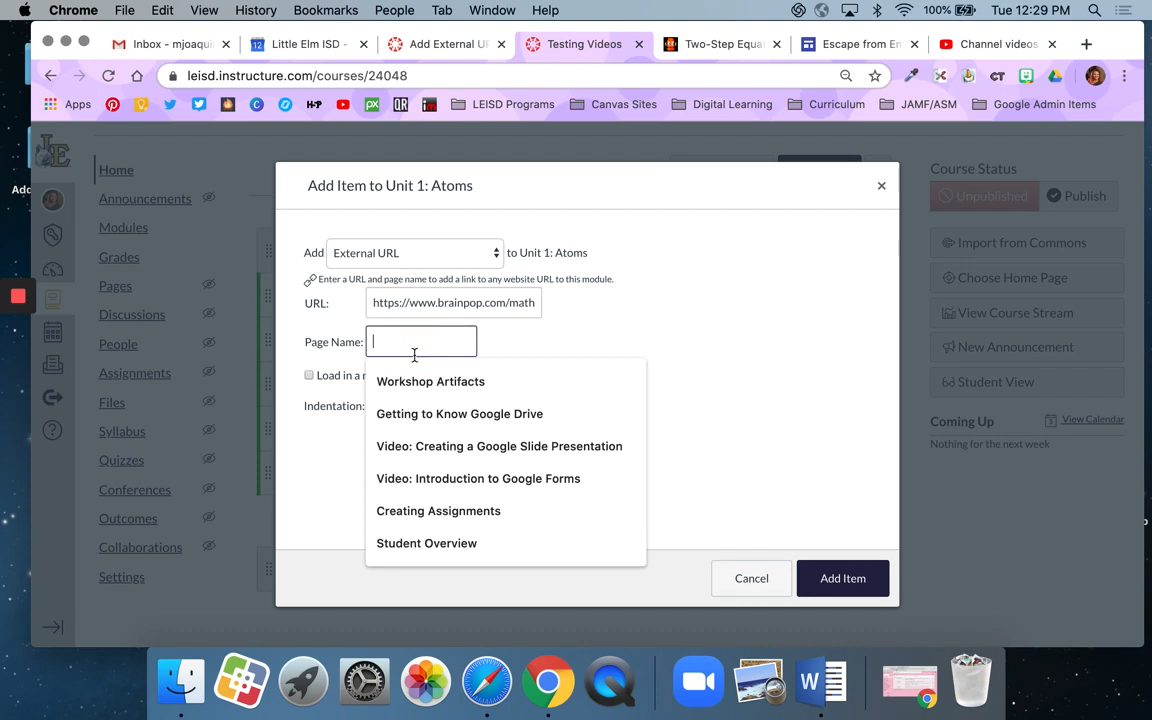 Chrome File Edit View History Bookmarks People Tab Window Help 100% Tue 12:29 PM
Inbox - mjoaqui Little Elm ISD - Add External U Testing Videos Two-Step Equa Escape from En Channel videos
leisd.instructure.com/courses/24048
Apps H+P px QR LEISD Programs Canvas Sites Digital Learning Curriculum JAMF/ASM Google Admin Items
CT
LE
Home
Announcements
Modules
Grades
Pages
Discussions
People
Assignments
Files
Syllabus
Quizzes
Conferences
Outcomes
Collaborations
Settings
Add Item to Unit 1: Atoms
Add External URL to Unit 1: Atoms
Enter a URL and page name to add a link to any website URL to this module.
URL: https://www.brainpop.com/math
Page Name:
Load in a
Indentation:
Workshop Artifacts
Getting to Know Google Drive
Video: Creating a Google Slide Presentation
Video: Introduction to Google Forms
Creating Assignments
Student Overview
Cancel Add Item
Course Status
Unpublished Publish
Import from Commons
Choose Home Page
View Course Stream
New Announcement
Student View
Coming Up View Calendar
Nothing for the next week